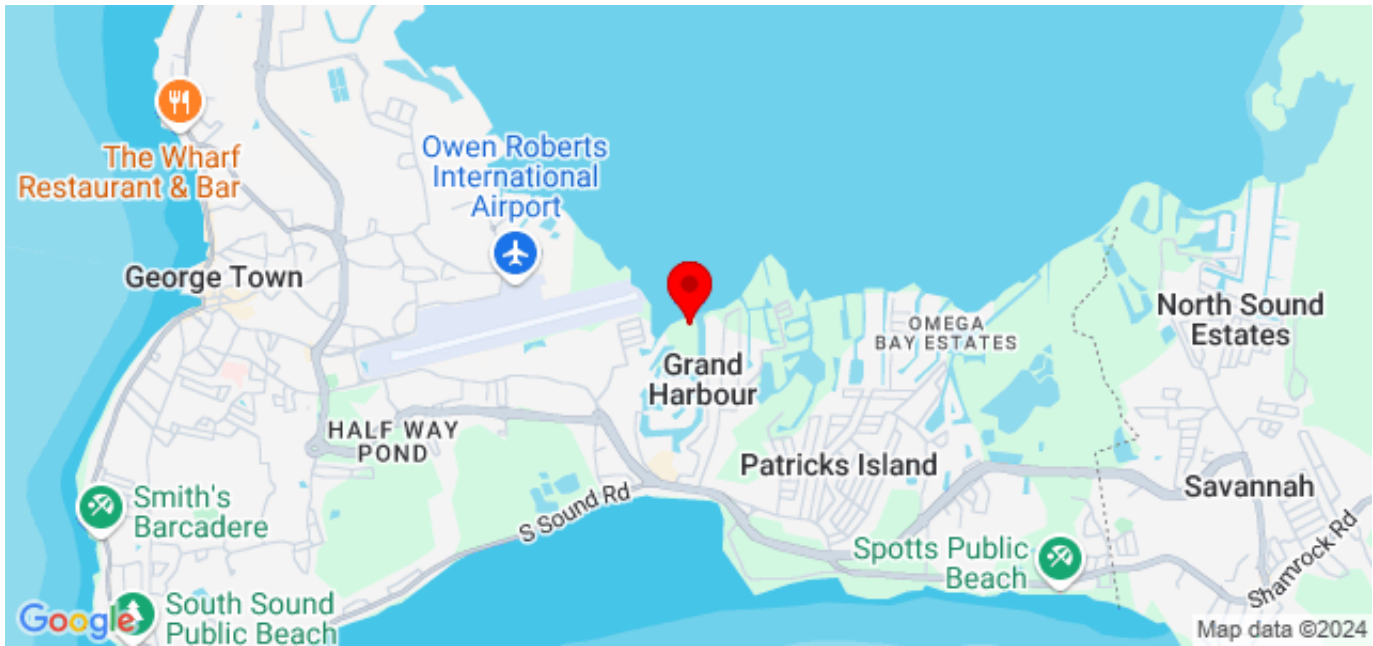 The Wharf
Restaurant & Bar
Owen Roberts
International
Airport
George Town
North Sound
Estates
OMEGA
BAY ESTATES
Grand
Harbour
HALF WAY
POND
Patricks Island
Savannah
Smith's
Barcadere
S Sound Rd
Spotts Public
Beach
Shamrock Rd
South Sound
Public Beach
Google
Map data ©2024